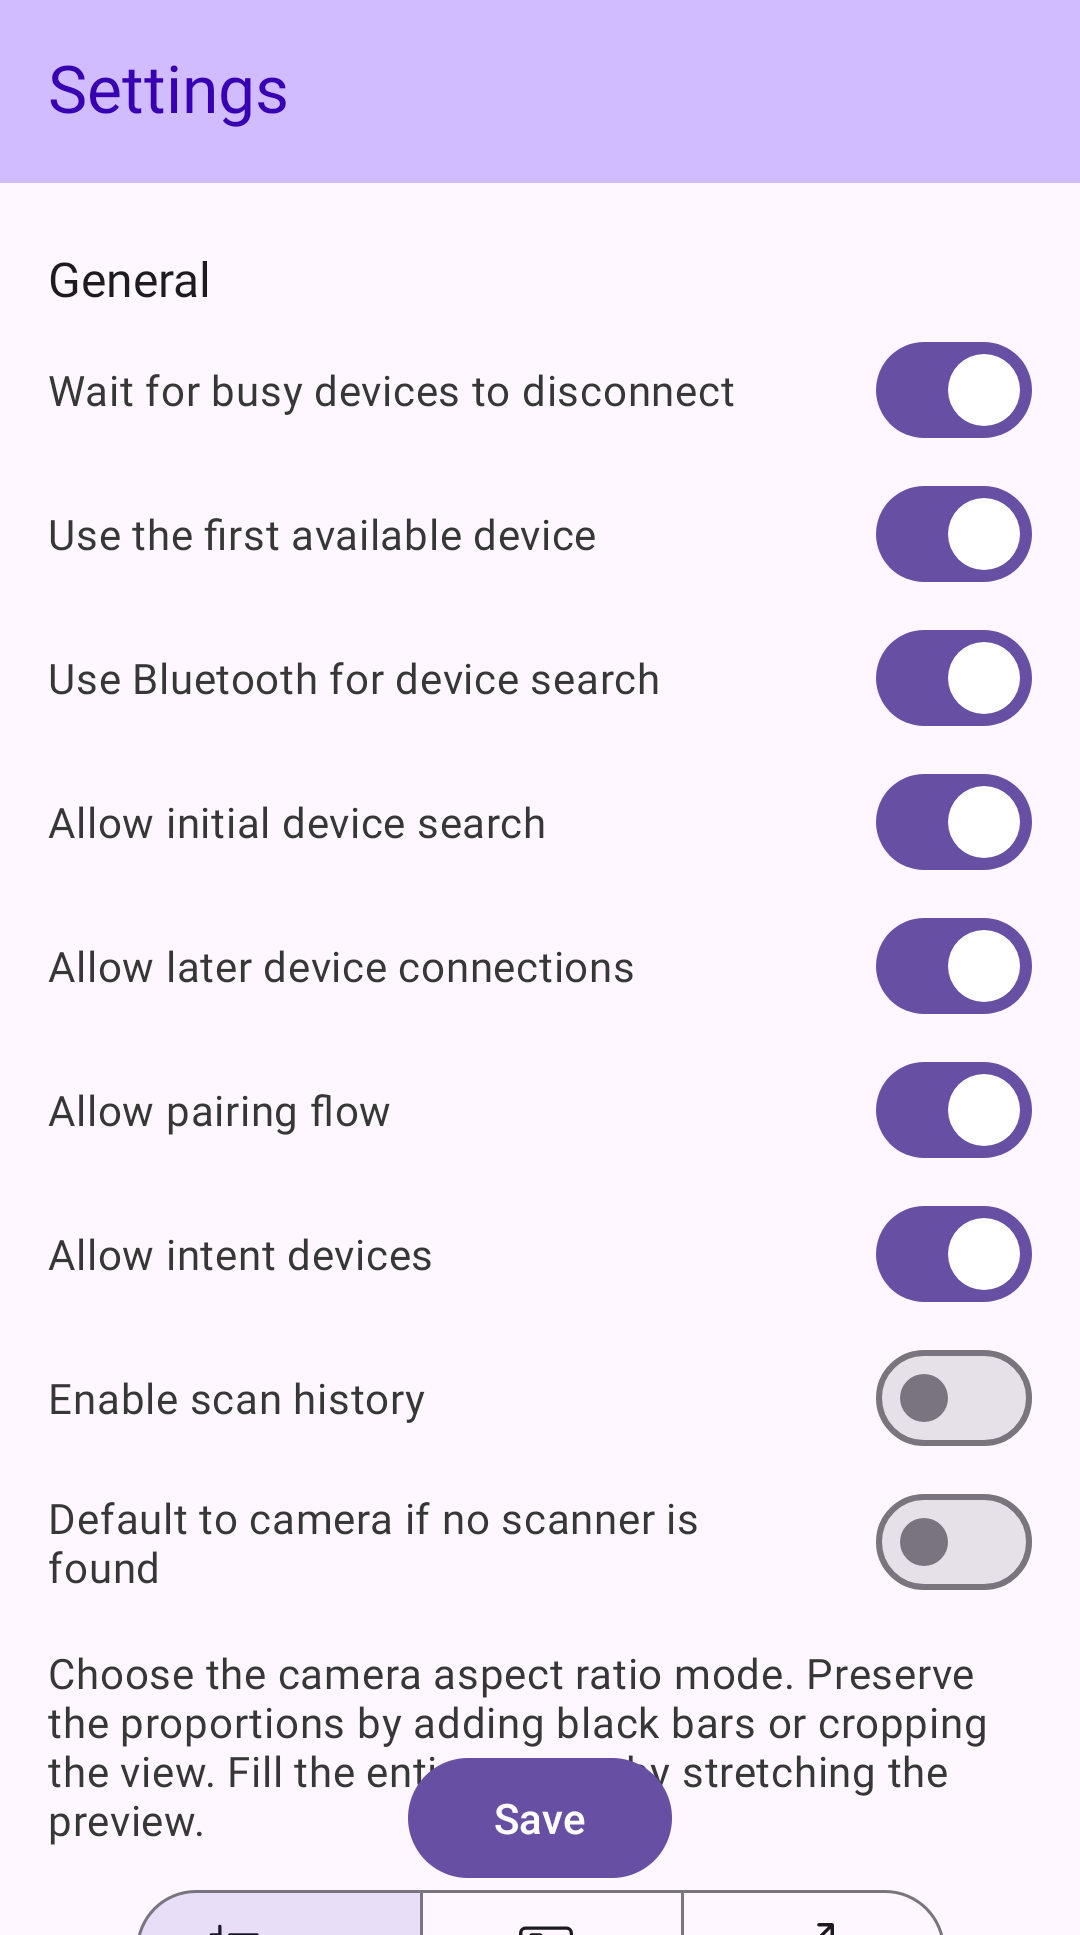 Settings
General
Wait for busy devices to disconnect
Use the first available device
Use Bluetooth for device search
Allow initial device search
Allow later device connections
Allow pairing flow
Allow intent devices
Enable scan history
Default to camera if no scanner is
found
Choose the camera aspect ratio mode. Preserve
the proportions by adding black bars or cropping
the view. Fill the stretching the
preview.
Save